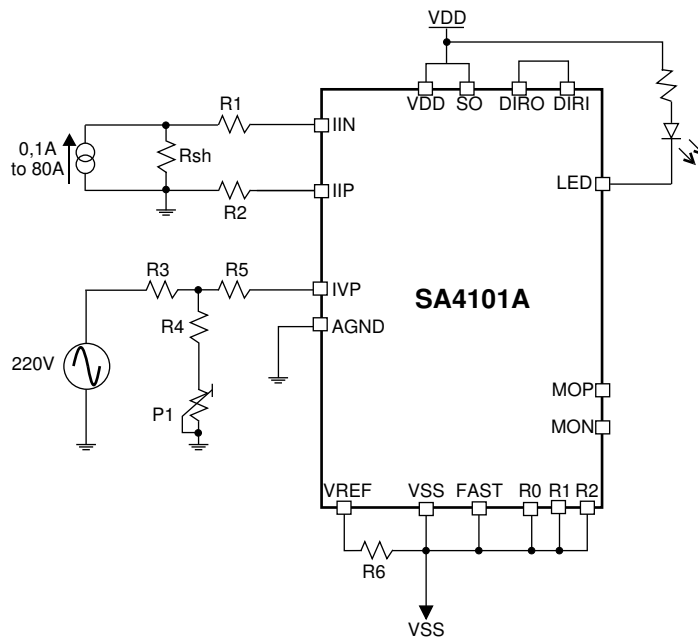 VDD
VDD SO DIRO DIRI
R1
IIN
0,1A
to 80A
Rsh
LED
IIP
R2
R3 R5
IVP
SA4101A
R4
AGND
220V
MOP
P1
MON
VREF VSS FAST R0 R1 R2
R6
VSS